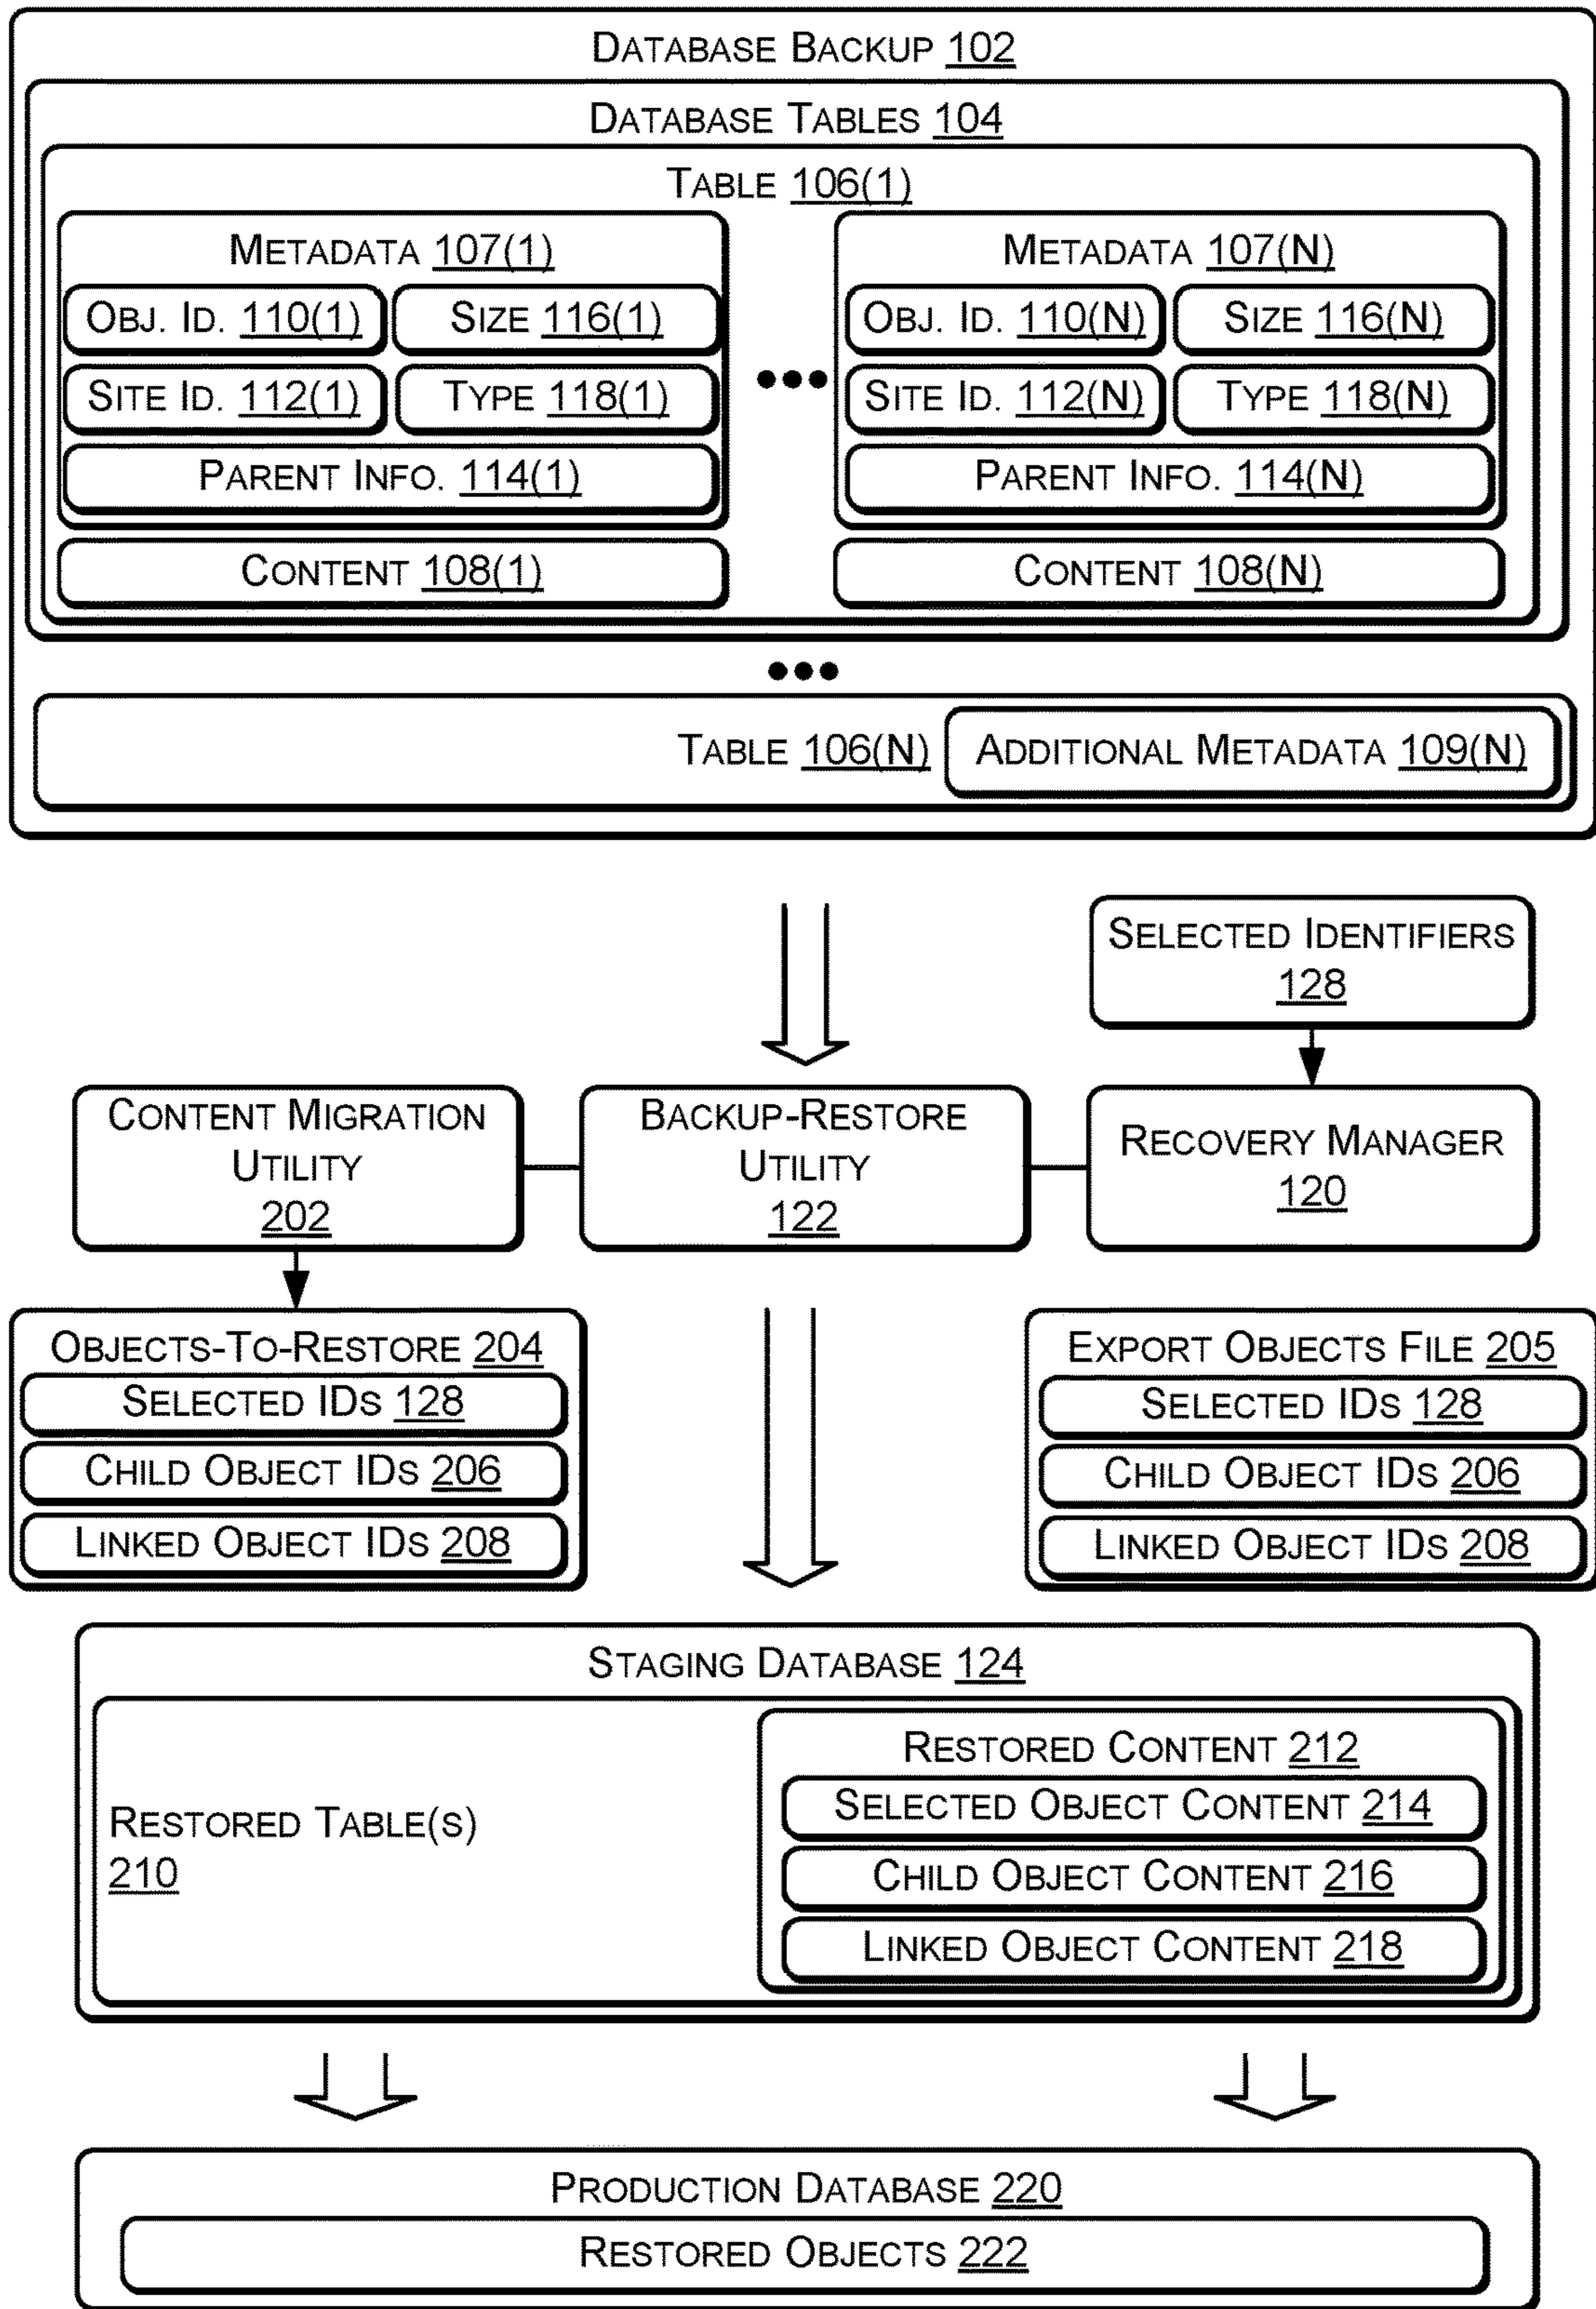 DATABASE BACKUP 102
DATABASE TABLES 104
TABLE 106(1)
METADATA 107(1)
OBJ. ID. 110(1)
SIZE 116(1)
SITE ID. 112(1)
TYPE 118(1)
PARENT INFO. 114(1)
CONTENT 108(1)
•••
METADATA 107(N)
OBJ. ID. 110(N)
SIZE 116(N)
SITE ID. 112(N)
TYPE 118(N)
PARENT INFO. 114(N)
CONTENT 108(N)
•••
TABLE 106(N)
ADDITIONAL METADATA 109(N)
SELECTED IDENTIFIERS
128
CONTENT MIGRATION
UTILITY
202
BACKUP-RESTORE
UTILITY
122
RECOVERY MANAGER
120
OBJECTS-TO-RESTORE 204
SELECTED IDS 128
CHILD OBJECT IDS 206
LINKED OBJECT IDS 208
EXPORT OBJECTS FILE 205
SELECTED IDS 128
CHILD OBJECT IDS 206
LINKED OBJECT IDS 208
STAGING DATABASE 124
RESTORED TABLE(S)
210
RESTORED CONTENT 212
SELECTED OBJECT CONTENT 214
CHILD OBJECT CONTENT 216
LINKED OBJECT CONTENT 218
PRODUCTION DATABASE 220
RESTORED OBJECTS 222